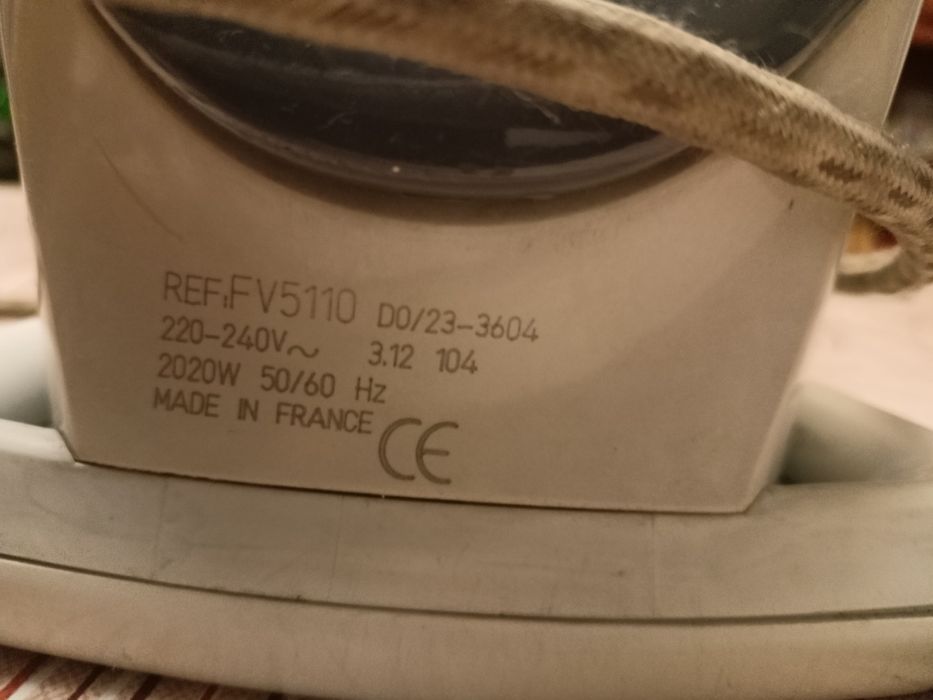 REF:FV5110 D0/23-3604
220-240V~ 3.12 104
2020W 50/60 Hz
MADE IN FRANCE CE